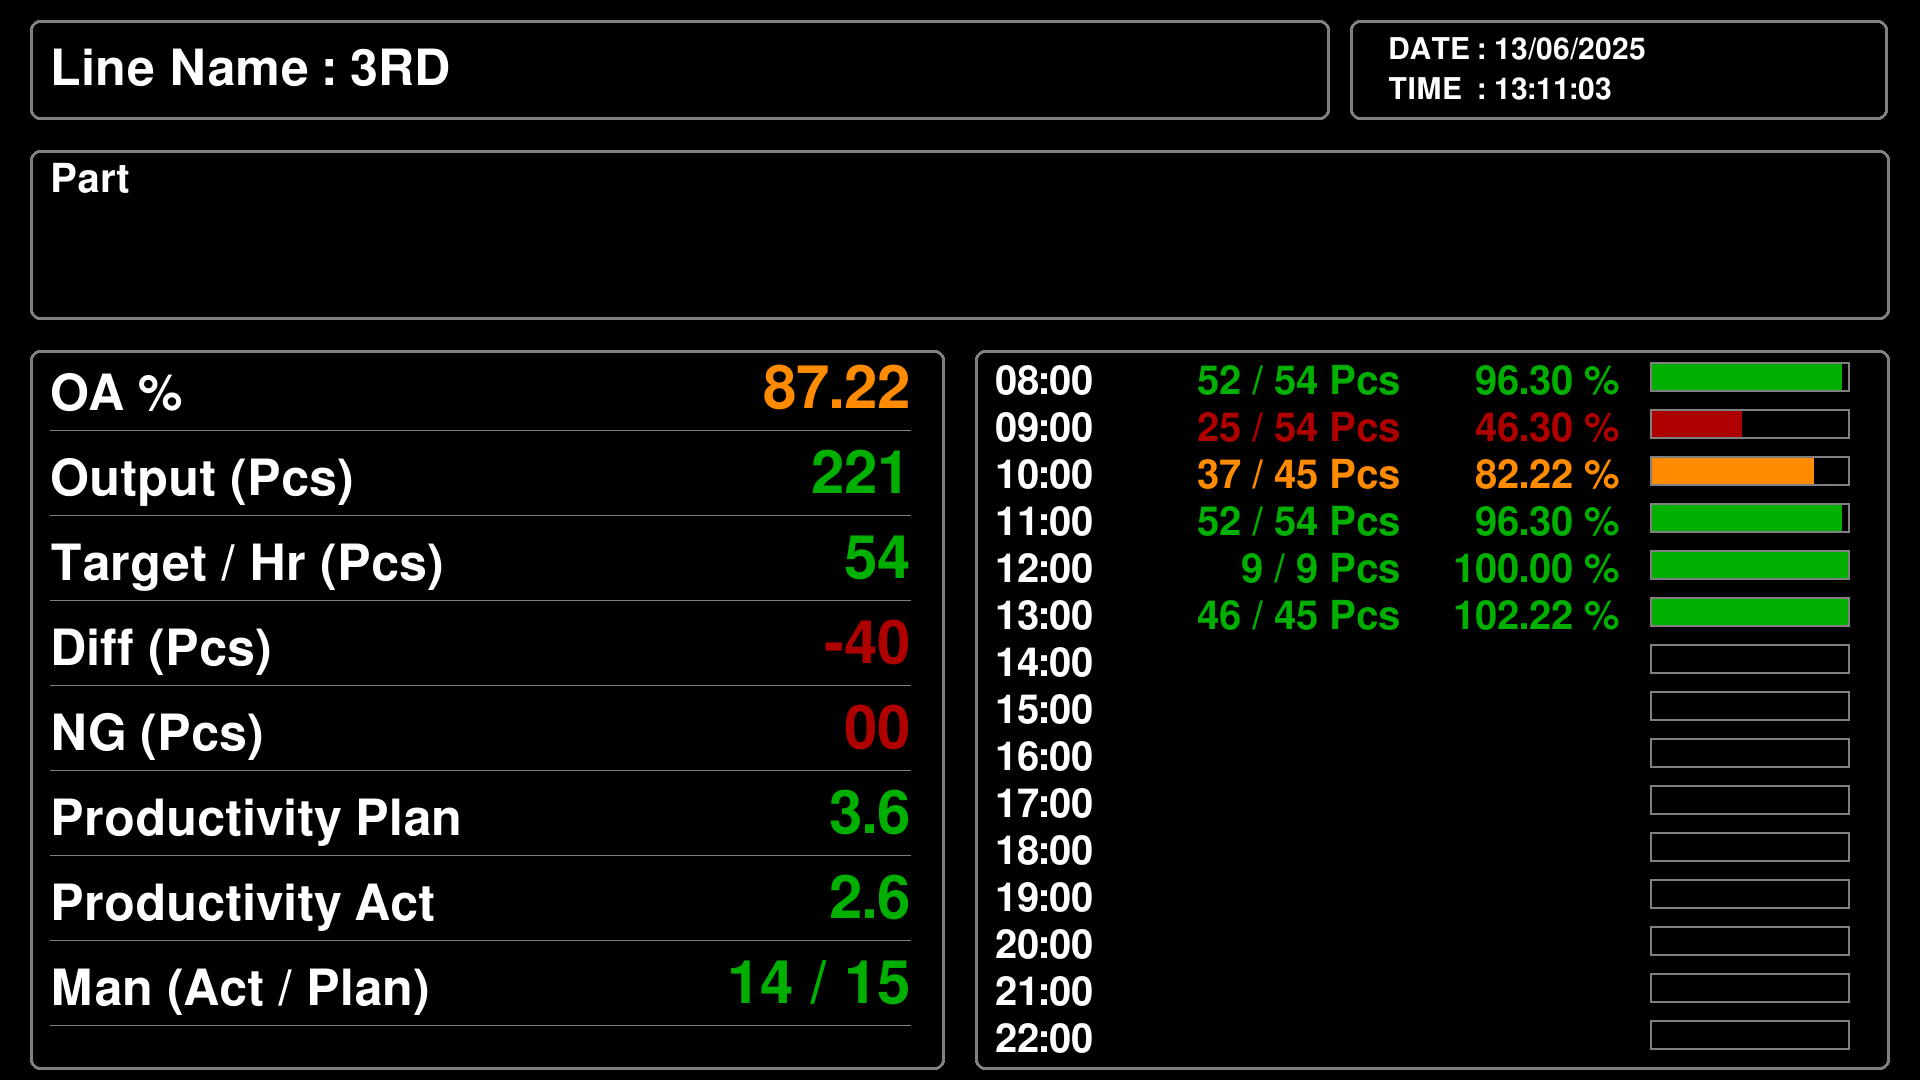 Line Name : 3RD
DATE : 13/06/2025
TIME : 13:11:03
Part
OA % 87.22
Output (Pcs) 221
Target / Hr (Pcs) 54
Diff (Pcs) -40
NG (Pcs) 00
Productivity Plan 3.6
Productivity Act 2.6
Man (Act / Plan) 14 / 15
08:00 52 / 54 Pcs 96.30 %
09:00 25 / 54 Pcs 46.30 %
10:00 37 / 45 Pcs 82.22 %
11:00 52 / 54 Pcs 96.30 %
12:00 9 / 9 Pcs 100.00 %
13:00 46 / 45 Pcs 102.22 %
14:00
15:00
16:00
17:00
18:00
19:00
20:00
21:00
22:00